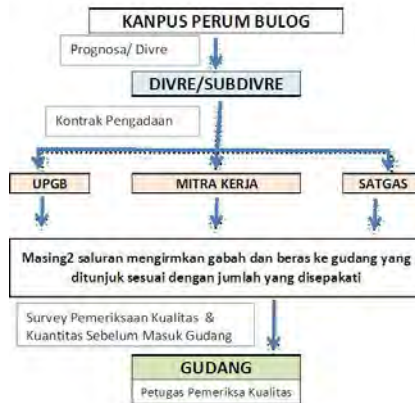 KANPUS PERUM BULOG
Prognosa/ Divre
DIVRE/SUBDIVRE
Kontrak Pengadaan
UPGB
MITRA KERJA
SATGAS
Masing2 saluran mengirmkan gabah dan beras ke gudang yang
ditunjuk sesuai dengan jumlah yang disepakati
Survey Pemeriksaan Kualitas &
Kuantitas Sebelum Masuk Gudang
GUDANG
Petugas Pemeriksa Kualitas